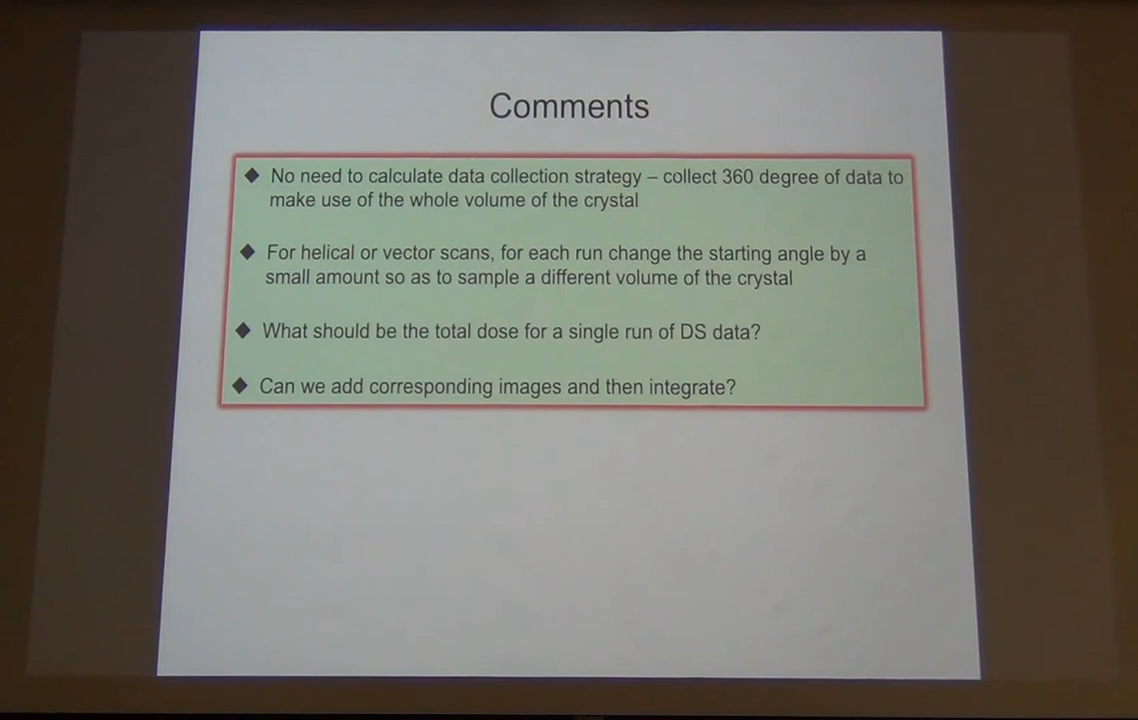 Comments
◆ No need to calculate data collection strategy – collect 360 degree of data to
make use of the whole volume of the crystal
◆ For helical or vector scans, for each run change the starting angle by a
small amount so as to sample a different volume of the crystal
◆ What should be the total dose for a single run of DS data?
◆ Can we add corresponding images and then integrate?